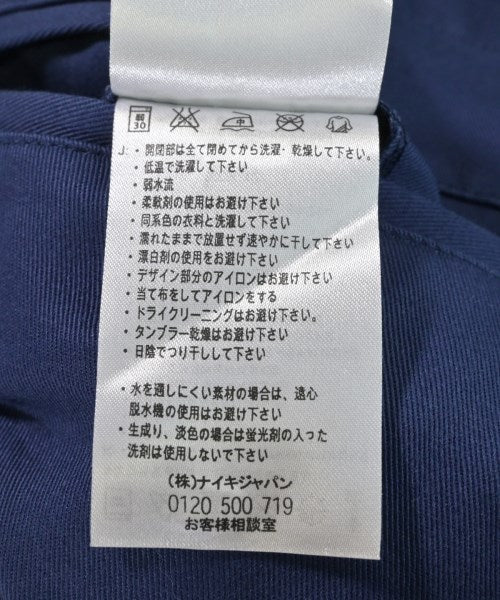 弱
30
中
J: ・開閉部は全て閉めてから洗濯・乾燥して下さい。
・低温で洗濯して下さい
・弱水流
・柔軟剤の使用はお避け下さい
・同系色の衣料と洗濯して下さい
・濡れたままで放置せず速やかに干して下さい
・漂白剤の使用をお避け下さい
・デザイン部分のアイロンはお避け下さい
・当て布をしてアイロンをする
・ドライクリーニングはお避け下さい。
・タンブラー乾燥はお避け下さい
・日陰でつり干しして下さい
・水を通しにくい素材の場合は、遠心
脱水機の使用はお避け下さい
・生成り、淡色の場合は蛍光剤の入った
洗剤は使用しないで下さい
(株)ナイキジャパン
0120 500 719
お客様相談室